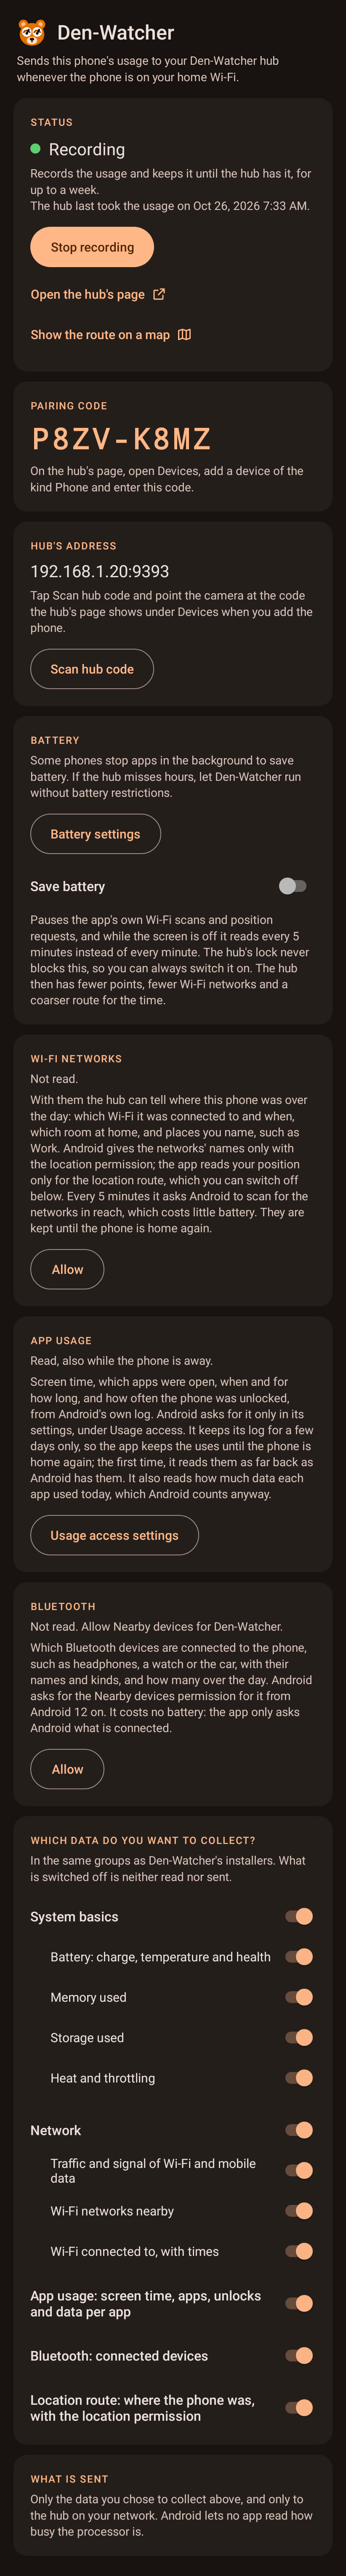 Den-Watcher
Sends this phone's usage to your Den-Watcher hub
whenever the phone is on your home Wi-Fi.
STATUS
Recording
Records the usage and keeps it until the hub has it, for
up to a week.
The hub last took the usage on Oct 26, 2026 7:33 AM.
Stop recording
Open the hub's page
Show the route on a map
PAIRING CODE
P8ZV-K8MZ
On the hub's page, open Devices, add a device of the
kind Phone and enter this code.
HUB'S ADDRESS
192.168.1.20:9393
Tap Scan hub code and point the camera at the code
the hub's page shows under Devices when you add the
phone.
Scan hub code
BATTERY
Some phones stop apps in the background to save
battery. If the hub misses hours, let Den-Watcher run
without battery restrictions.
Battery settings
Save battery
Pauses the app's own Wi-Fi scans and position
requests, and while the screen is off it reads every 5
minutes instead of every minute. The hub's lock never
blocks this, so you can always switch it on. The hub
then has fewer points, fewer Wi-Fi networks and a
coarser route for the time.
WI-FI NETWORKS
Not read.
With them the hub can tell where this phone was over
the day: which Wi-Fi it was connected to and when,
which room at home, and places you name, such as
Work. Android gives the networks' names only with
the location permission; the app reads your position
only for the location route, which you can switch off
below. Every 5 minutes it asks Android to scan for the
networks in reach, which costs little battery. They are
kept until the phone is home again.
Allow
APP USAGE
Read, also while the phone is away.
Screen time, which apps were open, when and for
how long, and how often the phone was unlocked,
from Android's own log. Android asks for it only in its
settings, under Usage access. It keeps its log for a few
days only, so the app keeps the uses until the phone is
home again; the first time, it reads them as far back as
Android has them. It also reads how much data each
app used today, which Android counts anyway.
Usage access settings
BLUETOOTH
Not read. Allow Nearby devices for Den-Watcher.
Which Bluetooth devices are connected to the phone,
such as headphones, a watch or the car, with their
names and kinds, and how many over the day. Android
asks for the Nearby devices permission for it from
Android 12 on. It costs no battery: the app only asks
Android what is connected.
Allow
WHICH DATA DO YOU WANT TO COLLECT?
In the same groups as Den-Watcher's installers. What
is switched off is neither read nor sent.
System basics
Battery: charge, temperature and health
Memory used
Storage used
Heat and throttling
Network
Traffic and signal of Wi-Fi and mobile
data
Wi-Fi networks nearby
Wi-Fi connected to, with times
App usage: screen time, apps, unlocks
and data per app
Bluetooth: connected devices
Location route: where the phone was,
with the location permission
WHAT IS SENT
Only the data you chose to collect above, and only to
the hub on your network. Android lets no app read how
busy the processor is.